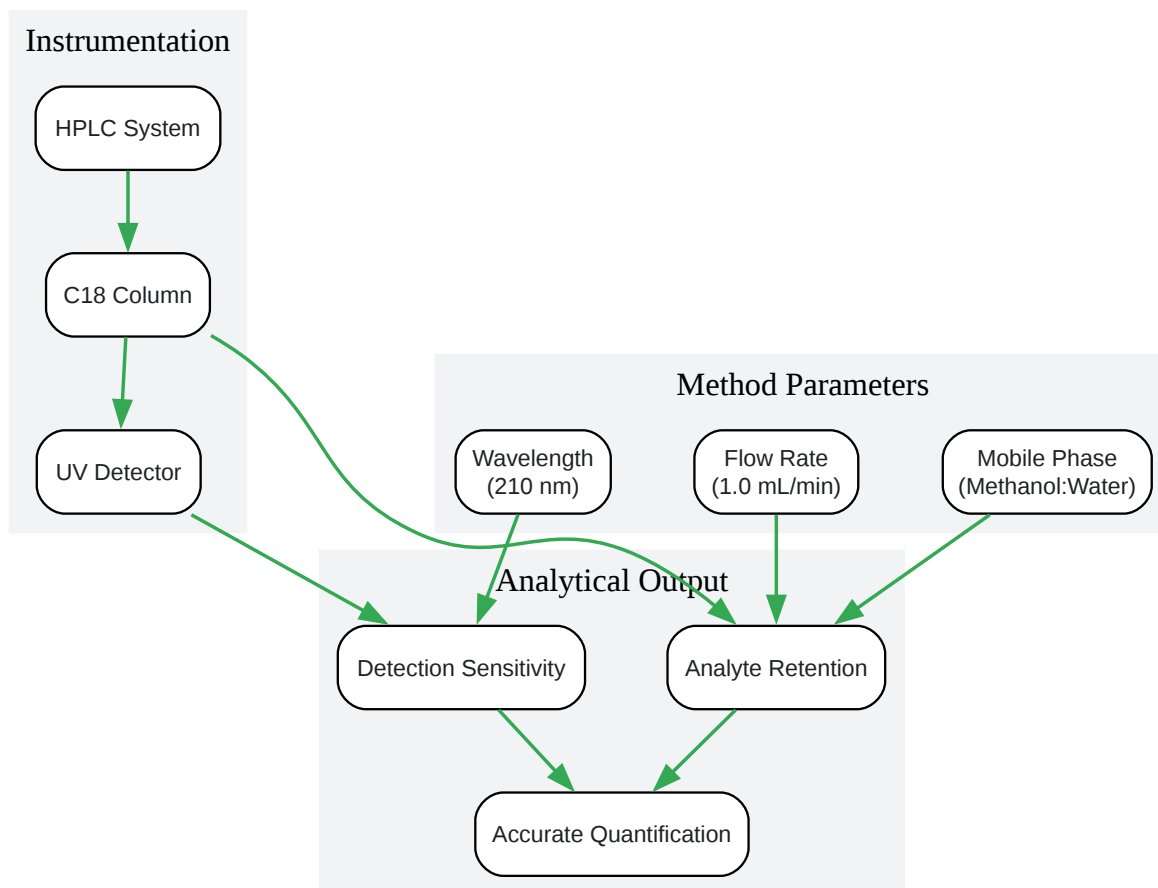 Instrumentation
HPLC System
C18 Column
UV Detector
Method Parameters
Wavelength
(210 nm)
Flow Rate
(1.0 mL/min)
Mobile Phase
(Methanol:Water)
Analytical Output
Detection Sensitivity
Analyte Retention
Accurate Quantification